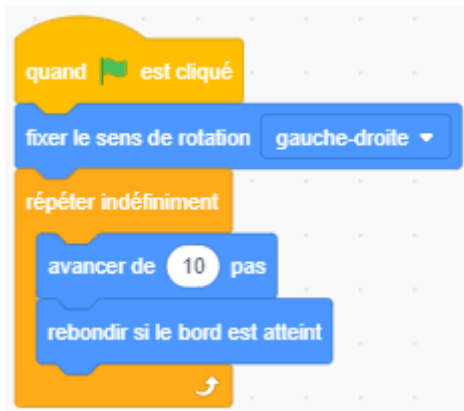 quand est cliqué
fixer le sens de rotation gauche-droite
répéter indéfiniment
avancer de 10 pas
rebondir si le bord est atteint